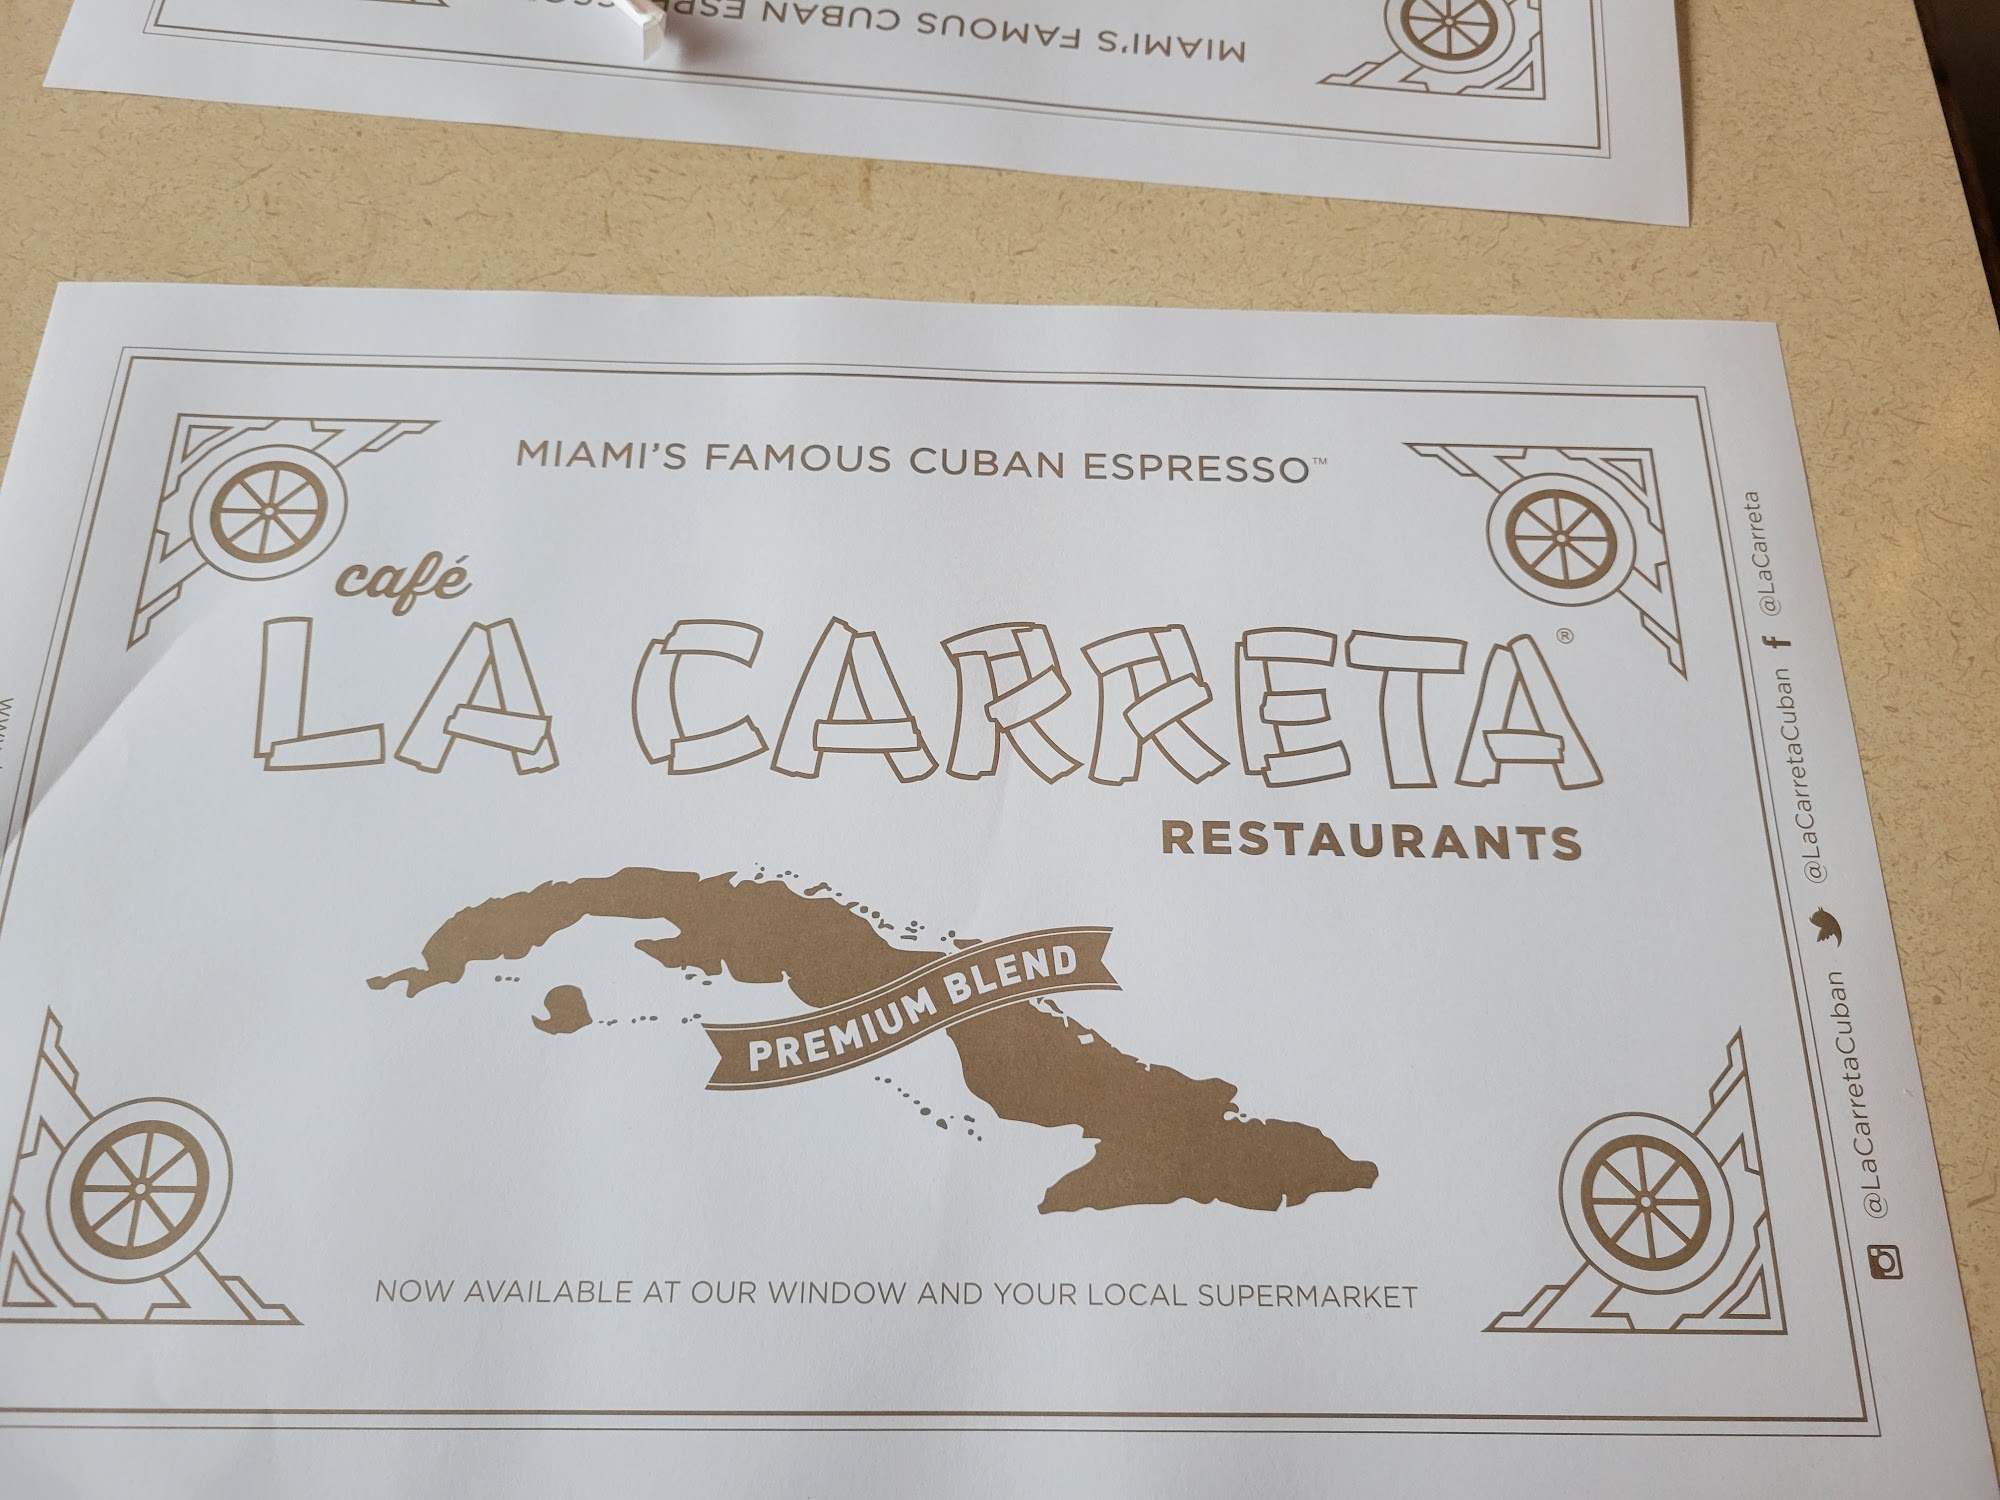 MIAMI'S FAMOUS CUBAN ESPRESSO
MIAMI'S FAMOUS CUBAN ESPRESSO™
café
LA CARRETA®
RESTAURANTS
PREMIUM BLEND
NOW AVAILABLE AT OUR WINDOW AND YOUR LOCAL SUPERMARKET
@LaCarretaCuban @LaCarretaCuban @LaCarreta